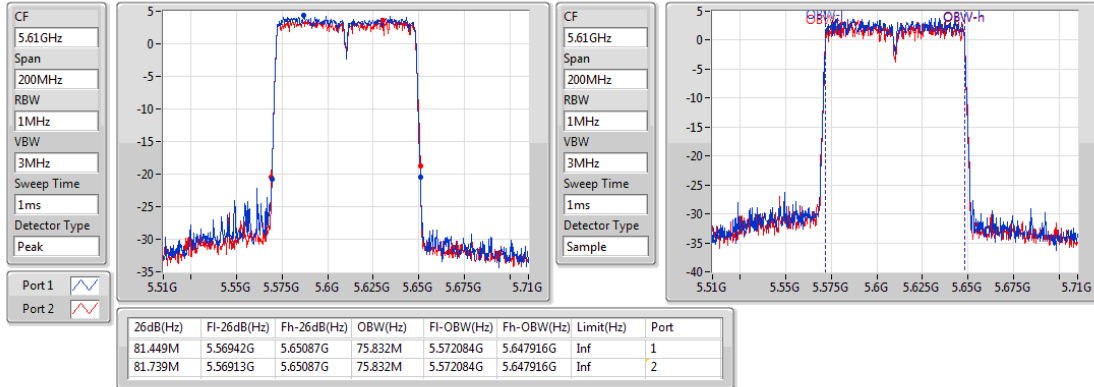 CF
5.61GHz
Span
200MHz
RBW
1MHz
VBW
3MHz
Sweep Time
1ms
Detector Type
Peak
Port 1
Port 2
5
0
-5
-10
-15
-20
-25
-30
-35
5.51G 5.55G 5.575G 5.6G 5.625G 5.65G 5.675G 5.71G
CF
5.61GHz
Span
200MHz
RBW
1MHz
VBW
3MHz
Sweep Time
1ms
Detector Type
Sample
OBW-l OBW-h
5
0
-5
-10
-15
-20
-25
-30
-35
-40
5.51G 5.55G 5.575G 5.6G 5.625G 5.65G 5.675G 5.71G
26dB(Hz) Fl-26dB(Hz) Fh-26dB(Hz) OBW(Hz) Fl-OBW(Hz) Fh-OBW(Hz) Limit(Hz) Port
81.449M 5.56942G 5.65087G 75.832M 5.572084G 5.647916G Inf 1
81.739M 5.56913G 5.65087G 75.832M 5.572084G 5.647916G Inf 2